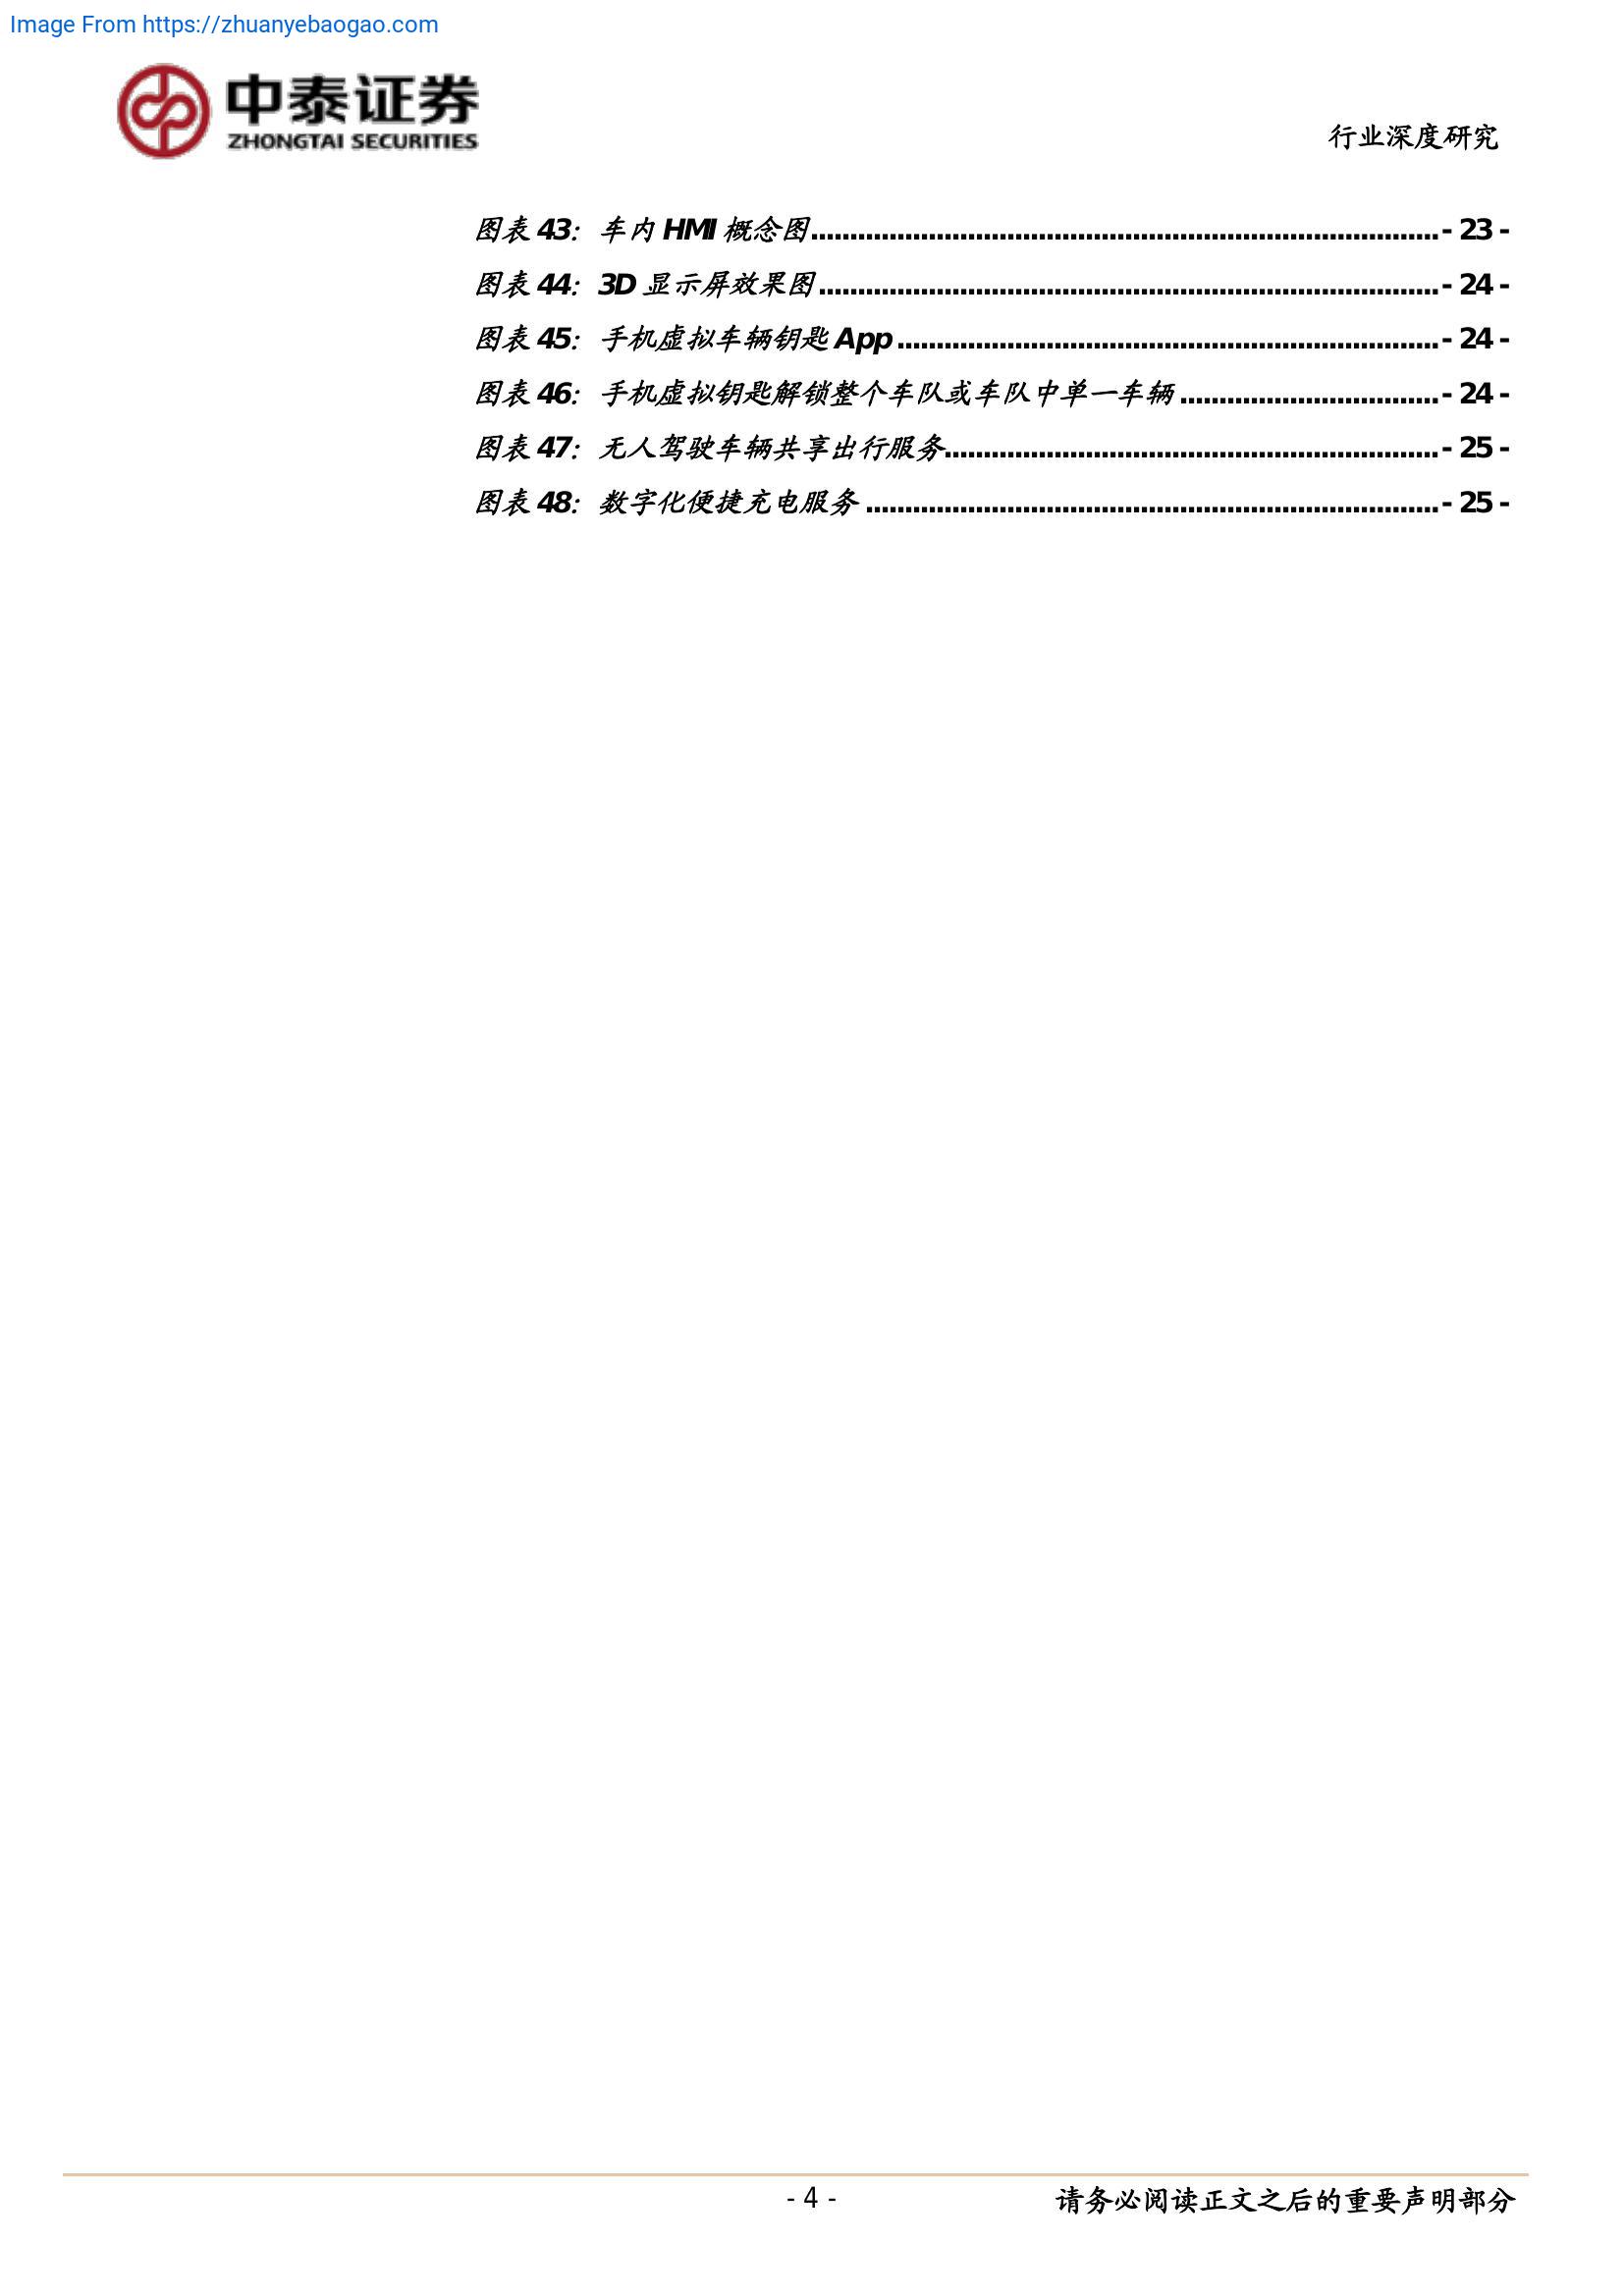 Image From https://zhuanyebaogao.com
中泰证券
ZHONGTAI SECURITIES
行业深度研究
图表 43：车内 HMI 概念图................................................................................- 23 -
图表 44：3D 显示屏效果图...............................................................................- 24 -
图表 45：手机虚拟车辆钥匙 App .....................................................................- 24 -
图表 46：手机虚拟钥匙解锁整个车队或车队中单一车辆 .................................- 24 -
图表 47：无人驾驶车辆共享出行服务...............................................................- 25 -
图表 48：数字化便捷充电服务 .........................................................................- 25 -
- 4 -
请务必阅读正文之后的重要声明部分